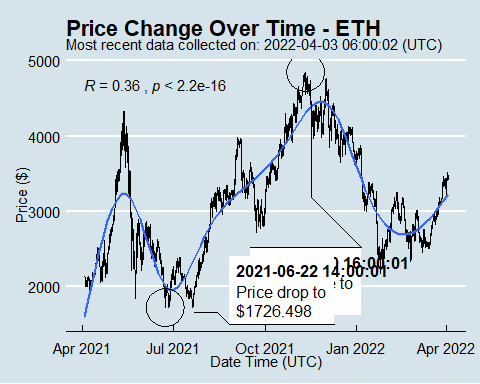 Price Change Over Time - ETH
Most recent data collected on: 2022-04-03 06:00:02 (UTC)
R = 0.36 , p < 2.2e-16
5000
4000
3000
2000
Price ($)
16:00:01
to
2021-06-22 14:00:01
Price drop to
$1726.498
Apr 2021
Jul 2021
Oct 2021
Jan 2022
Apr 2022
Date Time (UTC)